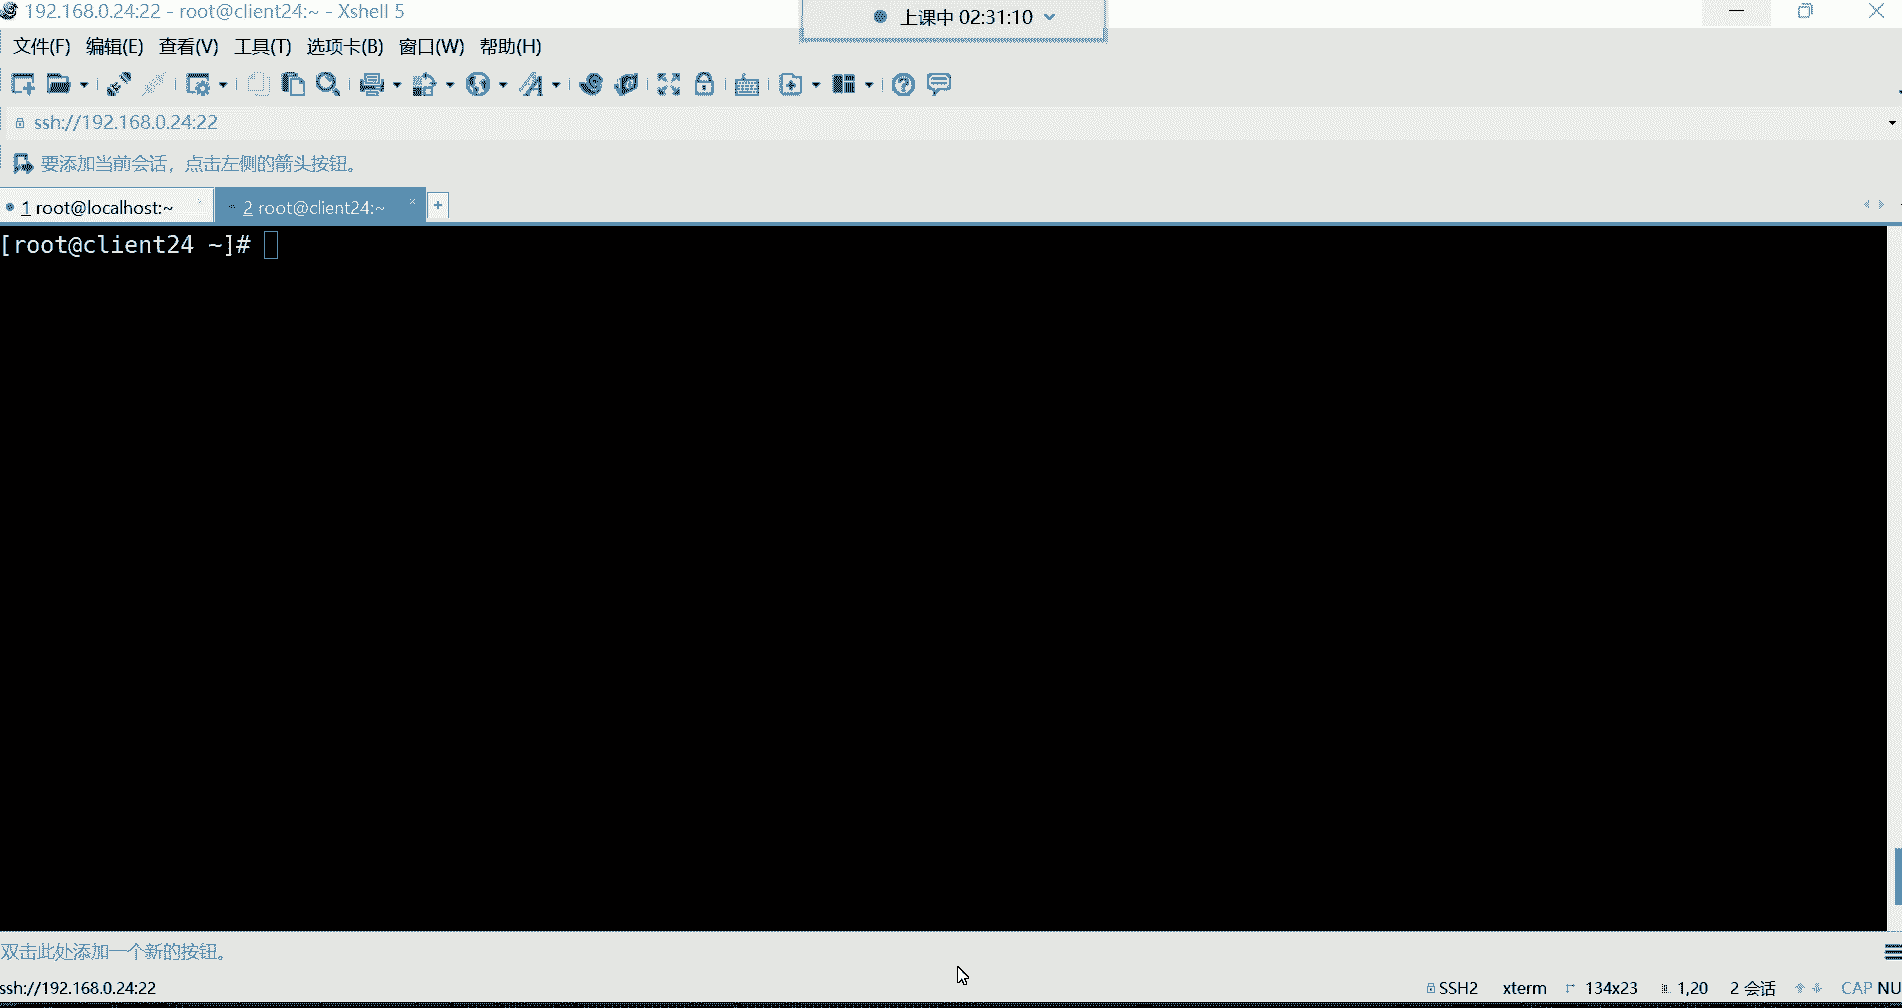 192.168.0.24:22 - root@client24:~ - Xshell 5
上课中 02:31:10
文件(F) 编辑(E) 查看(V) 工具(T) 选项卡(B) 窗口(W) 帮助(H)
ssh://192.168.0.24:22
要添加当前会话，点击左侧的箭头按钮。
1 root@localhost:~ 2 root@client24:~ +
[root@client24 ~]#
双击此处添加一个新的按钮。
ssh://192.168.0.24:22 SSH2 xterm 134x23 1,20 2 会话 CAP NU